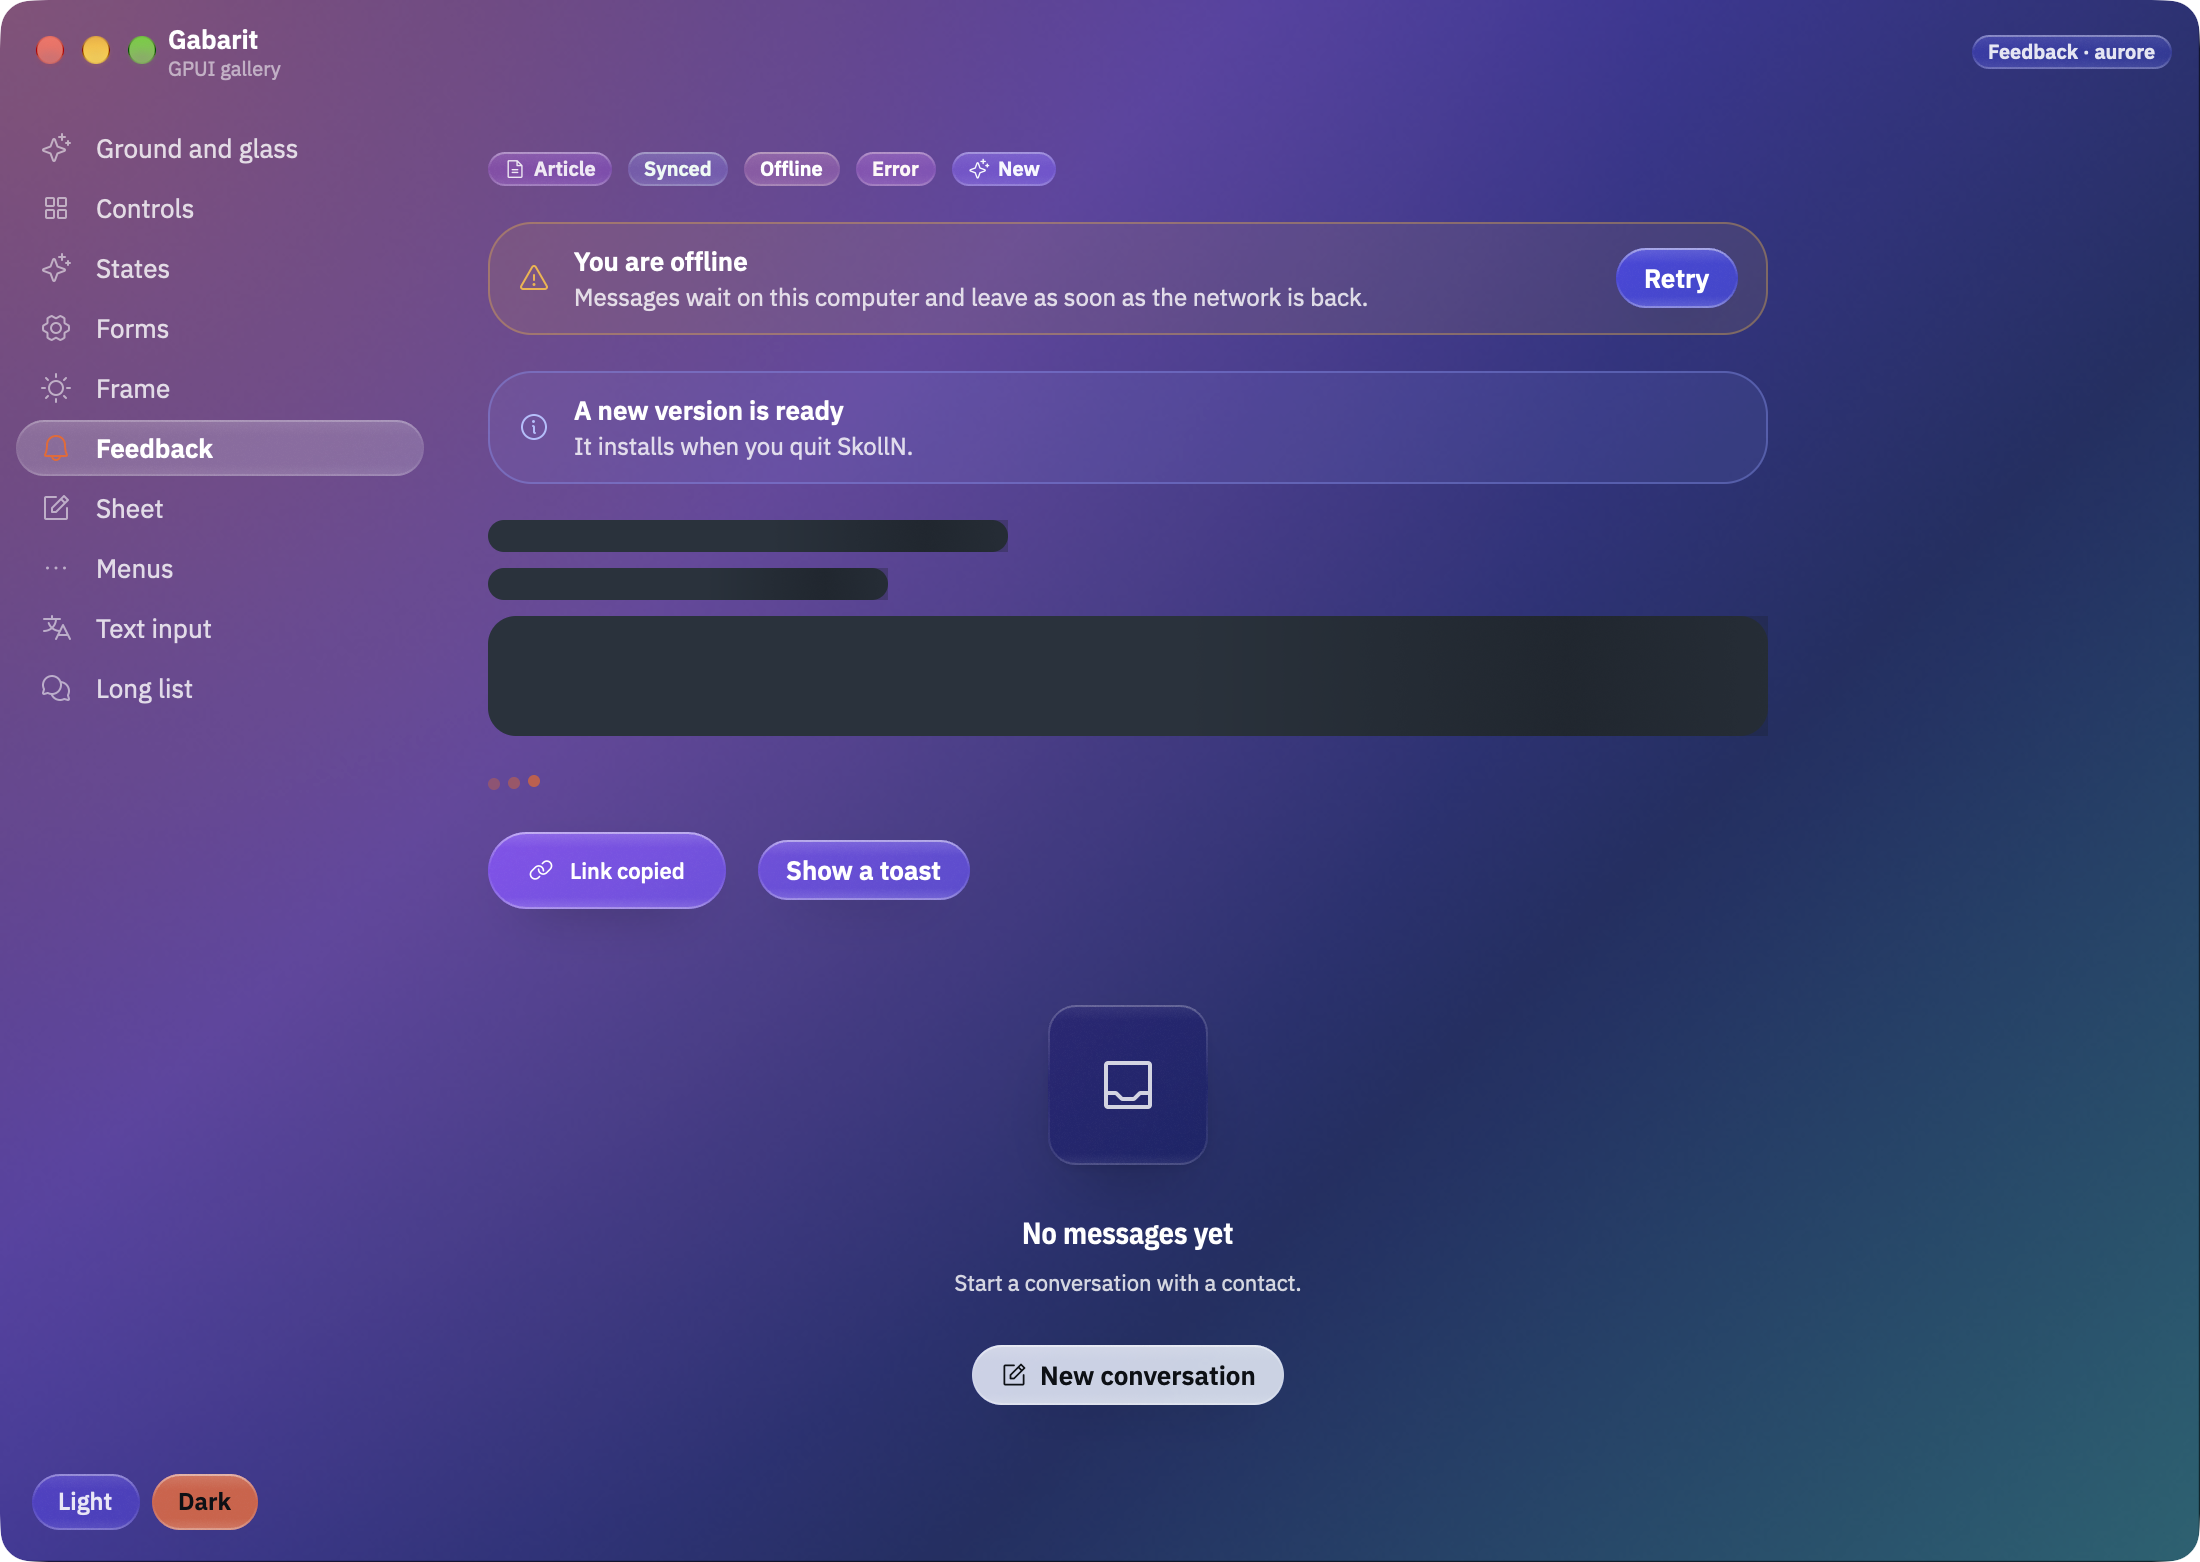 Gabarit
GPUI gallery
Feedback · aurore
Ground and glass
Controls
States
Forms
Frame
Feedback
Sheet
Menus
Text input
Long list
Light
Dark
Article
Synced
Offline
Error
New
You are offline
Messages wait on this computer and leave as soon as the network is back.
Retry
A new version is ready
It installs when you quit SkollN.
Link copied
Show a toast
No messages yet
Start a conversation with a contact.
New conversation